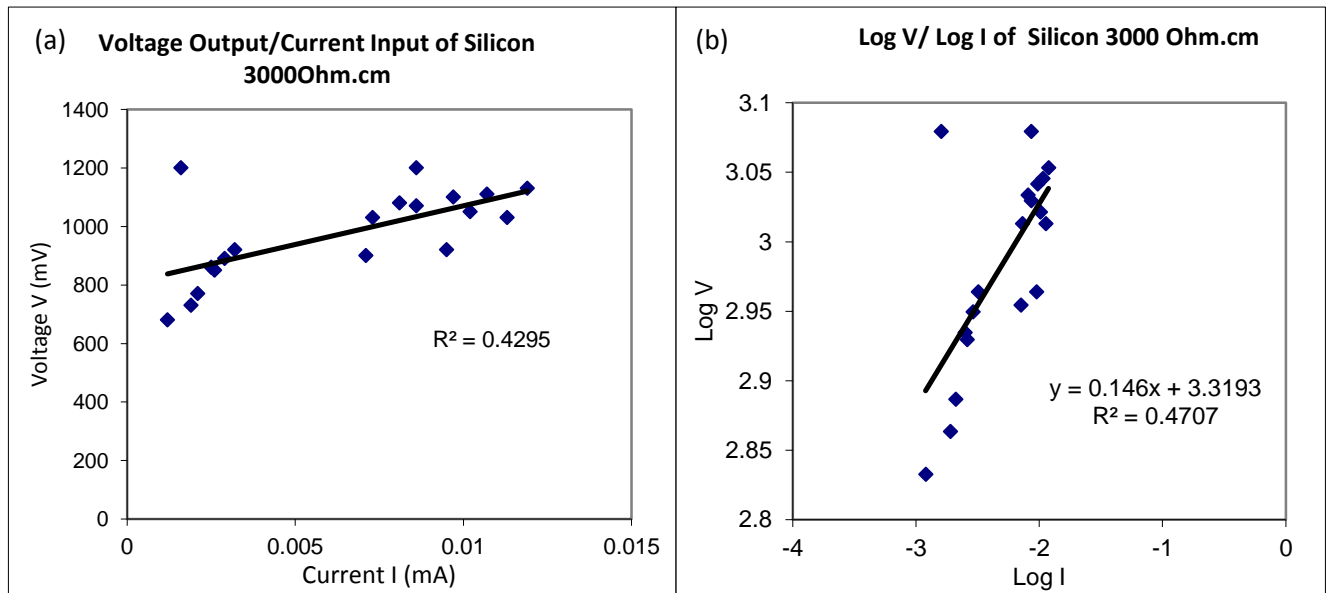 (a)
Voltage Output/Current Input of Silicon
3000Ohm.cm
1400
1200
1000
800
600
400
200
0
Voltage V (mV)
R² = 0.4295
0
0.005
0.01
0.015
Current I (mA)
(b)
Log V/ Log I of Silicon 3000 Ohm.cm
3.1
3.05
3
2.95
2.9
2.85
2.8
Log V
y = 0.146x + 3.3193
R² = 0.4707
-4
-3
-2
-1
0
Log I